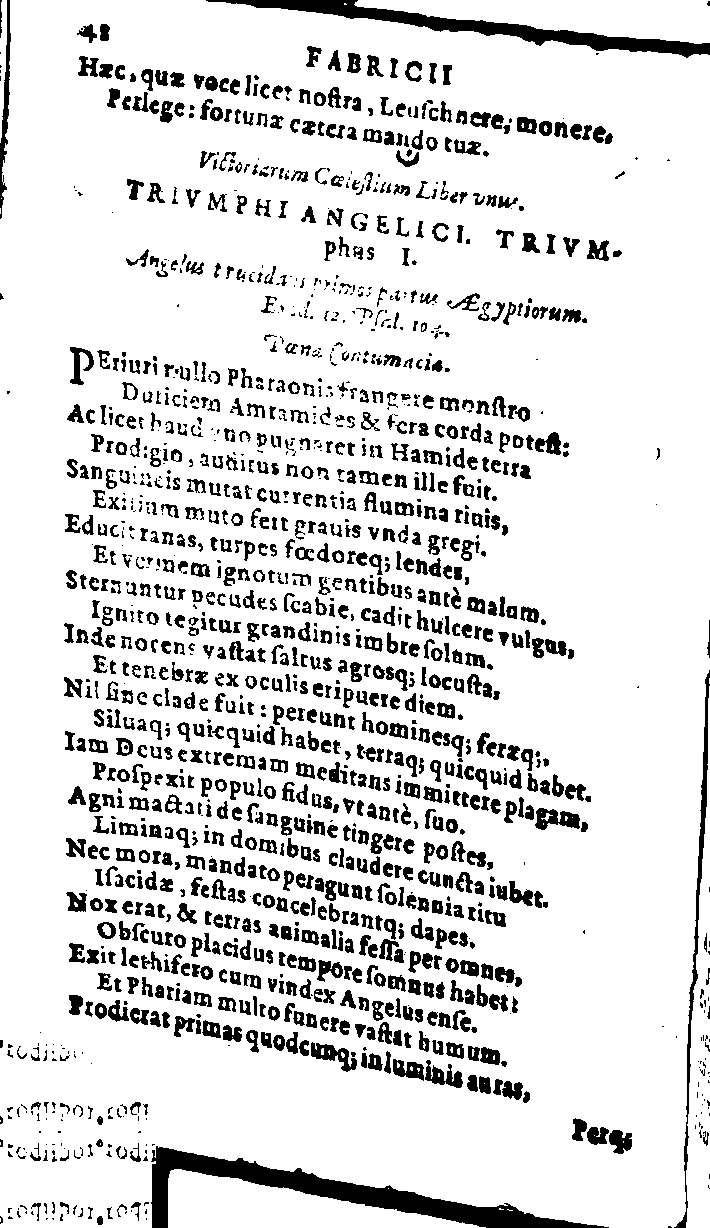 48
FABRICII
Hæc, quæ voce licet noſtra, Leuſchnere, monere,
Perlege: fortunæ cætera mando tuæ.
Victoriarum Cœleſtium Liber vnus.
TRIVMPHI ANGELICI. TRIVM-
phus I.
Angelus trucidans primos partus Ægyptiorum.
Exod. 12. Pſal. 104.
Pœna Contumaciæ.
PEriuri nullo Pharaonis frangere monſtro
Duriciem Amramides & fera corda poteſt:
Ac licet haud vno pugnaret in Hamide terra
Prodigio, auditus non tamen ille fuit.
Sanguineis mutat currentia flumina riuis,
Exitium muto fert grauis vnda gregi.
Educit ranas, turpes fœdoreq; lendes,
Et vermem ignotum gentibus antè malum.
Sternuntur pecudes ſcabie, cadit hulcere vulgus,
Ignito tegitur grandinis imbre ſolum.
Inde nocens vaſtat ſaltus agrosq; locuſta,
Et tenebræ ex oculis eripuere diem.
Nil ſine clade fuit: pereunt hominesq; feræq;,
Siluaq; quicquid habet, terraq; quicquid habet.
Iam Deus extremam meditans immittere plagam,
Proſpexit populo fidus, vt antè, ſuo.
Agni mactati de ſanguine tingere poſtes,
Liminaq; in domibus claudere cuncta iubet.
Nec mora, mandato peragunt ſolennia ritu
Iſacidæ, feſtas concelebrantq; dapes.
Nox erat, & terras animalia feſſa per omnes,
Obſcuro placidus tempore ſomnus habet:
Exit lethifero cum vindex Angelus enſe.
Et Phariam multo funere vaſtat humum.
Prodierat primas quodcunq; in luminis auras,
Perq;